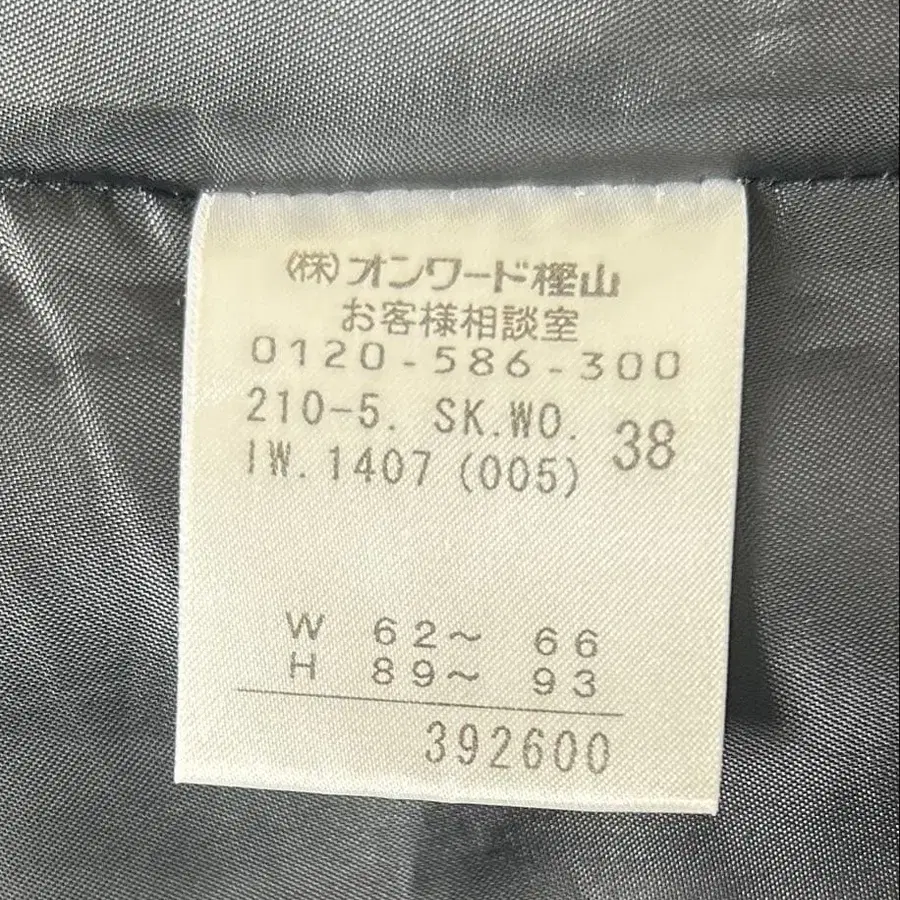 (株)オンワード樫山
お客様相談室
0120-586-300
210-5. SK.WO. 38
IW.1407 (005)
W 62～ 66
H 89～ 93
392600